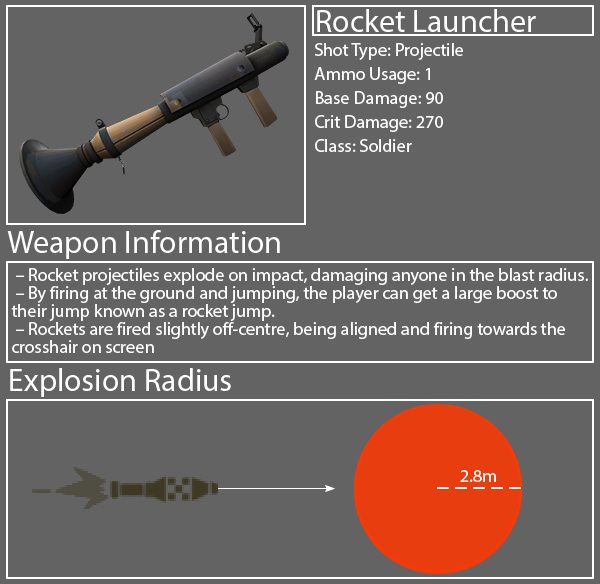 Rocket Launcher
Shot Type: Projectile
Ammo Usage: 1
Base Damage: 90
Crit Damage: 270
Class: Soldier
Weapon Information
– Rocket projectiles explode on impact, damaging anyone in the blast radius.
– By firing at the ground and jumping, the player can get a large boost to
their jump known as a rocket jump.
– Rockets are fired slightly off-centre, being aligned and firing towards the
crosshair on screen
Explosion Radius
2.8m